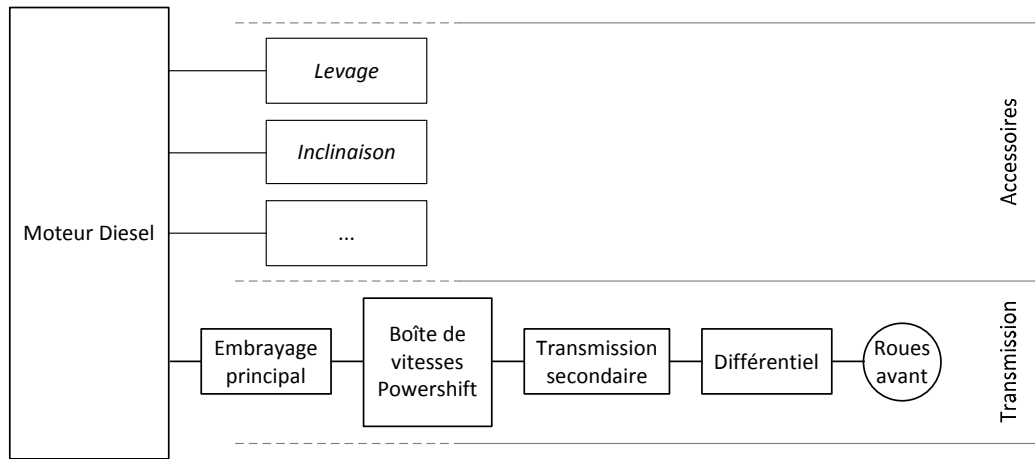 Levage
Inclinaison
...
Accessoires
Moteur Diesel
Embrayage
principal
Boîte de
vitesses
Powershift
Transmission
secondaire
Différentiel
Roues
avant
Transmission